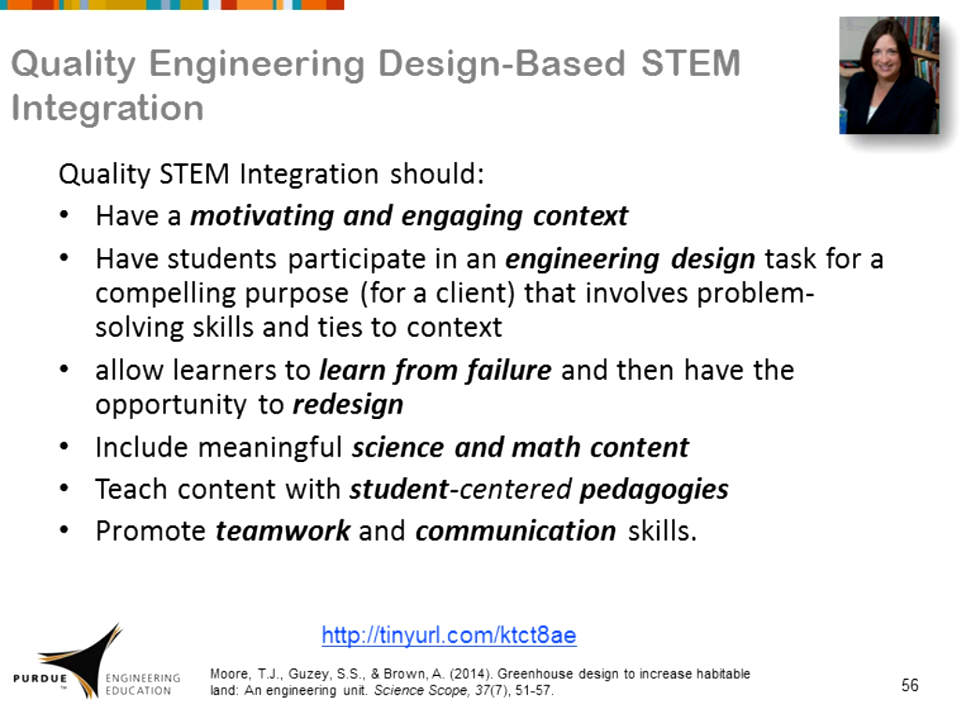 Quality Engineering Design-Based STEM
Integration
Quality STEM Integration should:
• Have a motivating and engaging context
• Have students participate in an engineering design task for a
compelling purpose (for a client) that involves problem-
solving skills and ties to context
• allow learners to learn from failure and then have the
opportunity to redesign
• Include meaningful science and math content
• Teach content with student-centered pedagogies
• Promote teamwork and communication skills.
http://tinyurl.com/ktct8ae
PURDUE
TM
ENGINEERING
EDUCATION
Moore, T.J., Guzey, S.S., & Brown, A. (2014). Greenhouse design to increase habitable
land: An engineering unit. Science Scope, 37(7), 51-57.
56